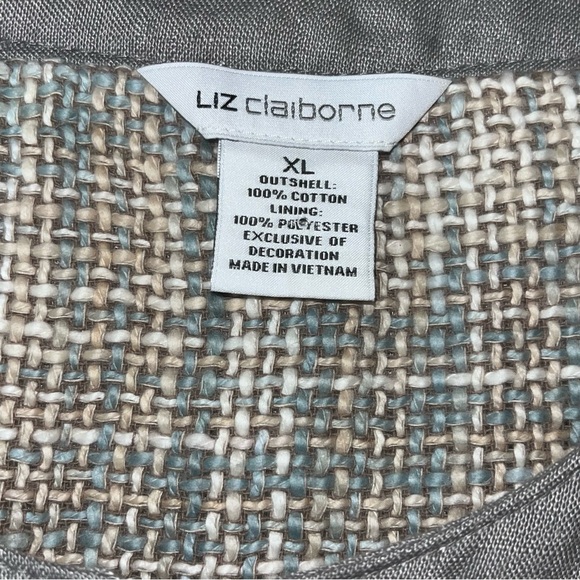 LIZ claiborne
XL
OUTSHELL:
100% COTTON
LINING:
100% POLYESTER
EXCLUSIVE OF
DECORATION
MADE IN VIETNAM